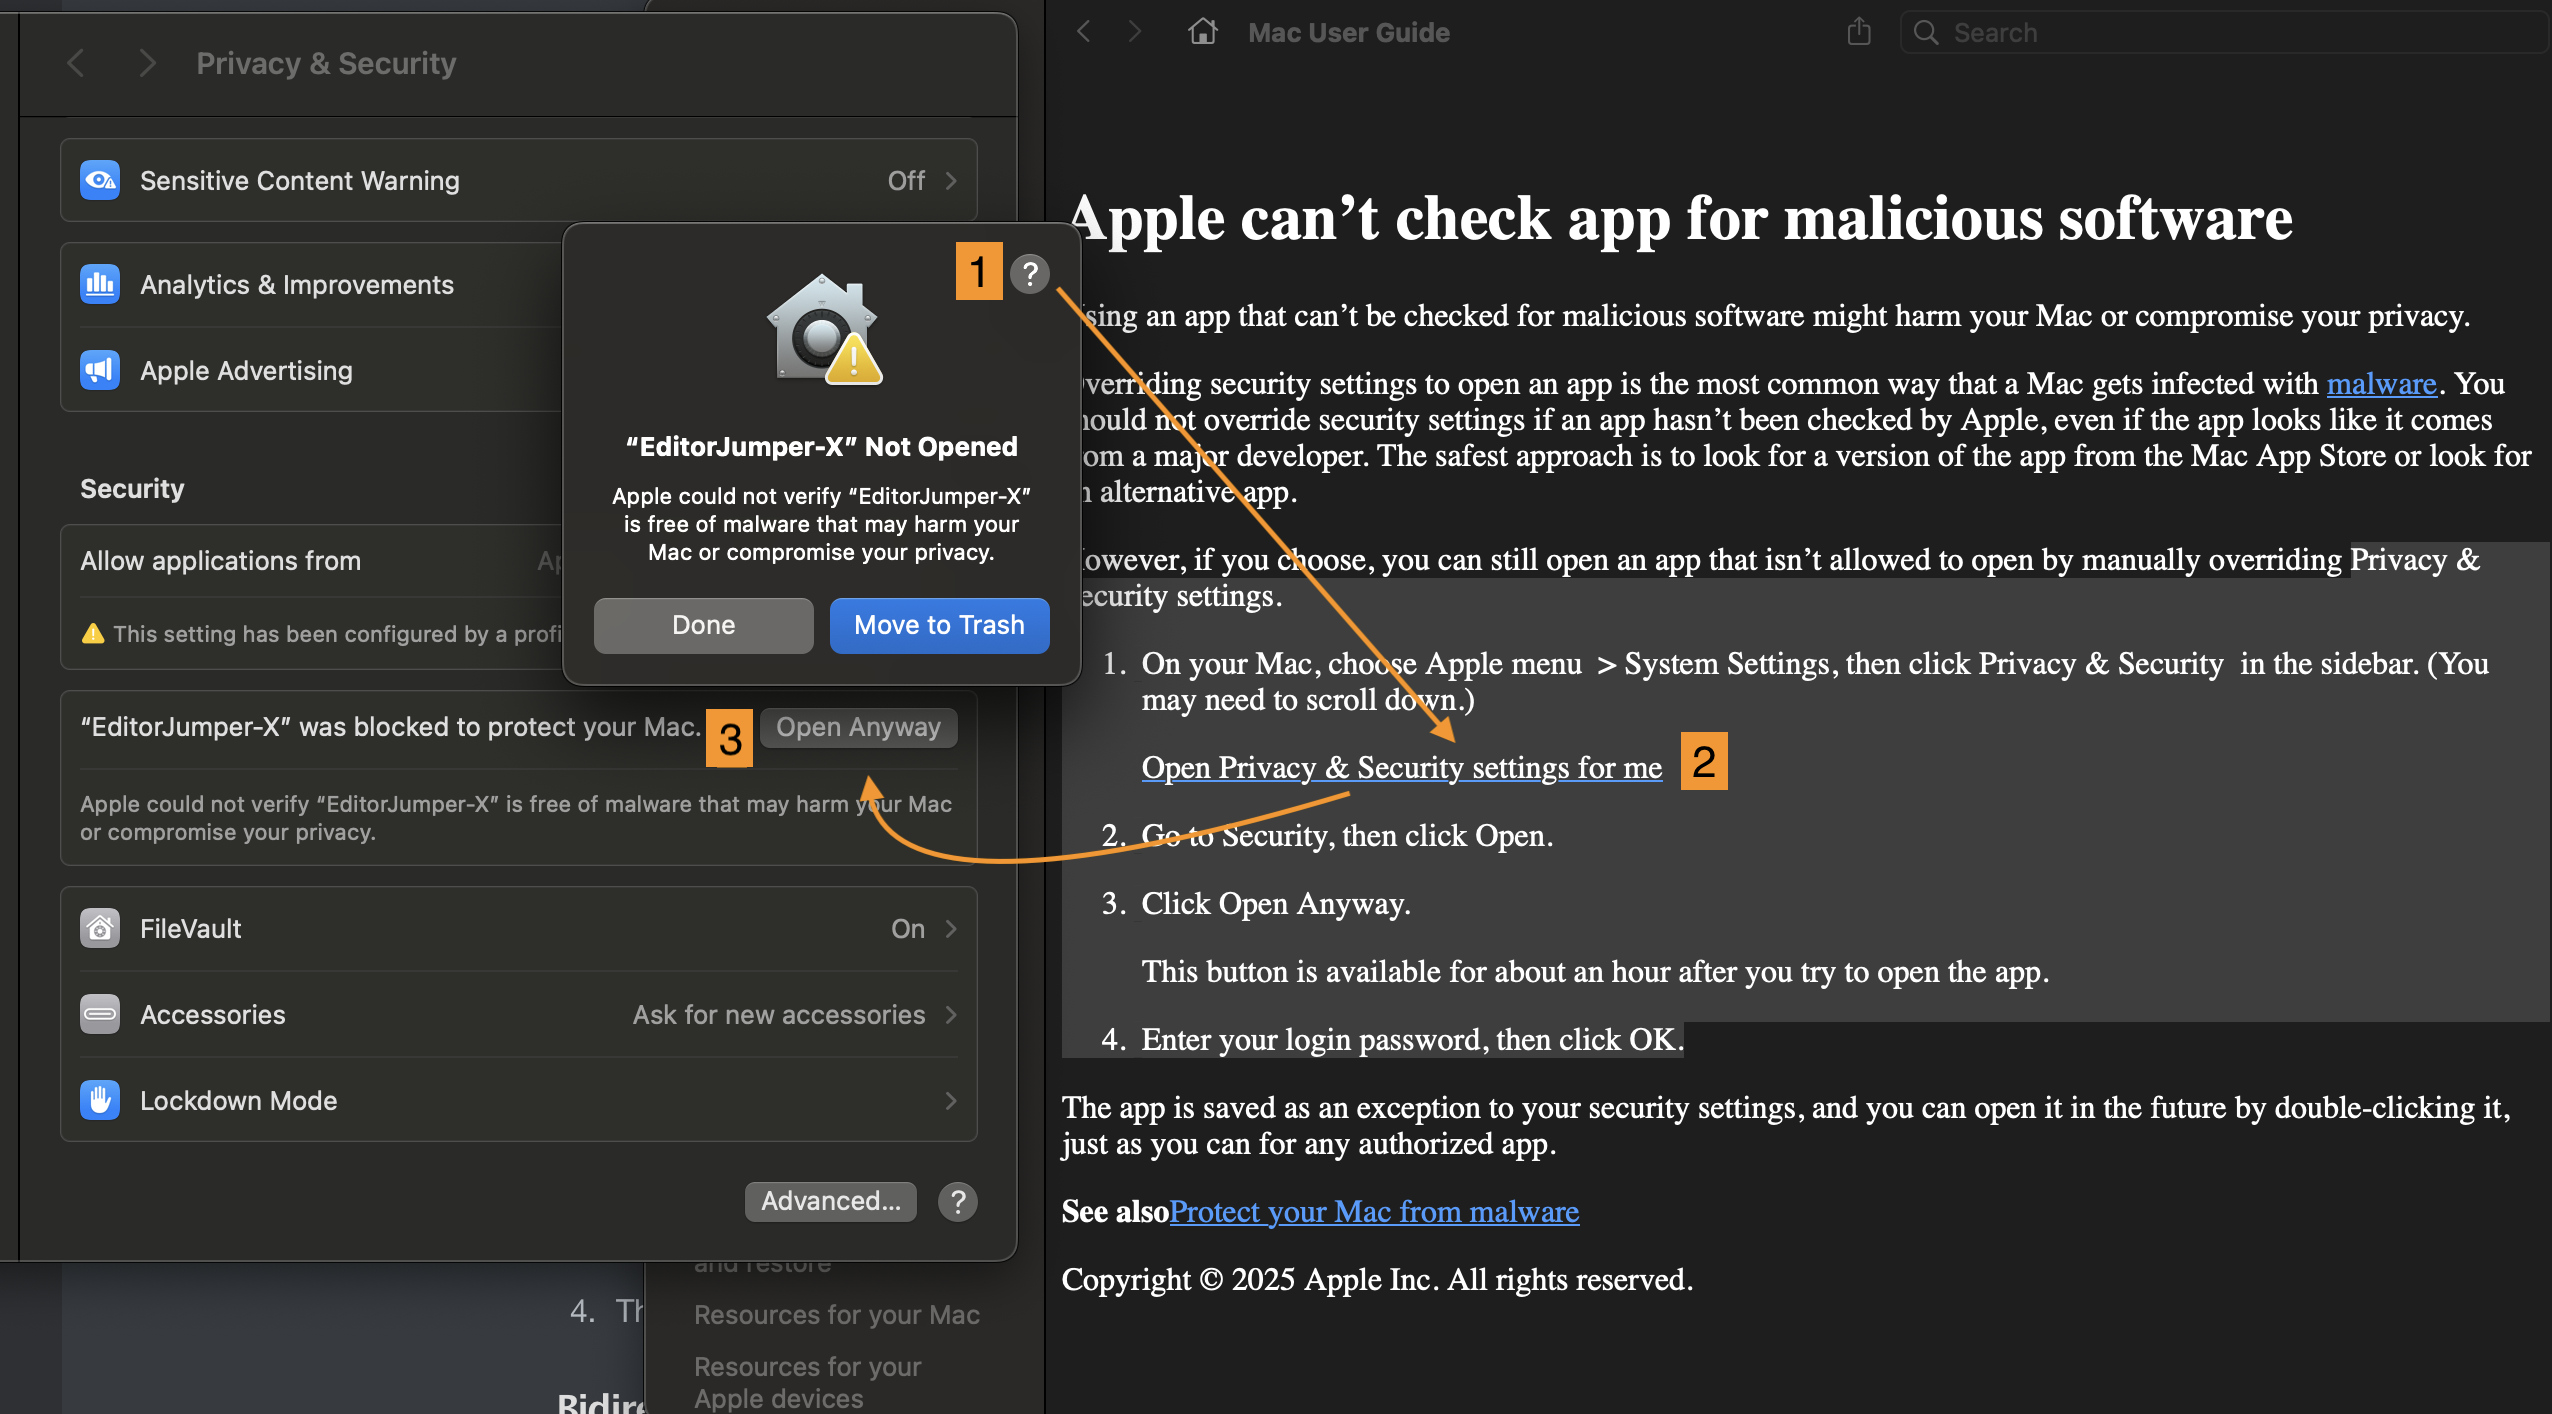 Privacy & Security
Sensitive Content Warning
Off
Analytics & Improvements
Apple Advertising
Security
Allow applications from
This setting has been configured by a
“EditorJumper-X” was blocked to protect your Mac.
3
Open Anyway
Apple could not verify “EditorJumper-X” is free of malware that may harm your Mac
or compromise your privacy.
FileVault
On
Accessories
Ask for new accessories
Lockdown Mode
Advanced...
?
1
?
“EditorJumper-X” Not Opened
Apple could not verify “EditorJumper-X”
is free of malware that may harm your
Mac or compromise your privacy.
Done
Move to Trash
4.
and restore
Resources for your Mac
Resources for your
Apple devices
Mac User Guide
Search
Apple can’t check app for malicious software
an app that can’t be checked for malicious software might harm your Mac or compromise your privacy.
security settings to open an app is the most common way that a Mac gets infected with malware. You
not override security settings if an app hasn’t been checked by Apple, even if the app looks like it comes
a major developer. The safest approach is to look for a version of the app from the Mac App Store or look for
alternative app.
if you choose, you can still open an app that isn’t allowed to open by manually overriding Privacy &
settings.
1. On your Mac, choose Apple menu > System Settings, then click Privacy & Security in the sidebar. (You
may need to scroll down.)
Open Privacy & Security settings for me
2
2. Go to Security, then click Open.
3. Click Open Anyway.
This button is available for about an hour after you try to open the app.
4. Enter your login password, then click OK.
The app is saved as an exception to your security settings, and you can open it in the future by double-clicking it,
just as you can for any authorized app.
See alsoProtect your Mac from malware
Copyright © 2025 Apple Inc. All rights reserved.